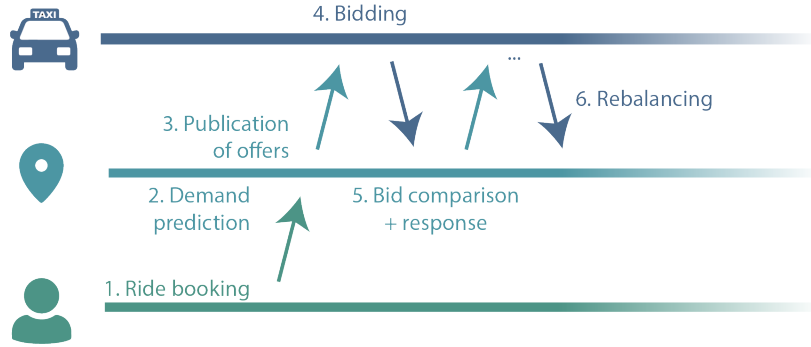 TAXI
4. Bidding
...
6. Rebalancing
3. Publication
of offers
2. Demand
prediction
5. Bid comparison
+ response
1. Ride booking